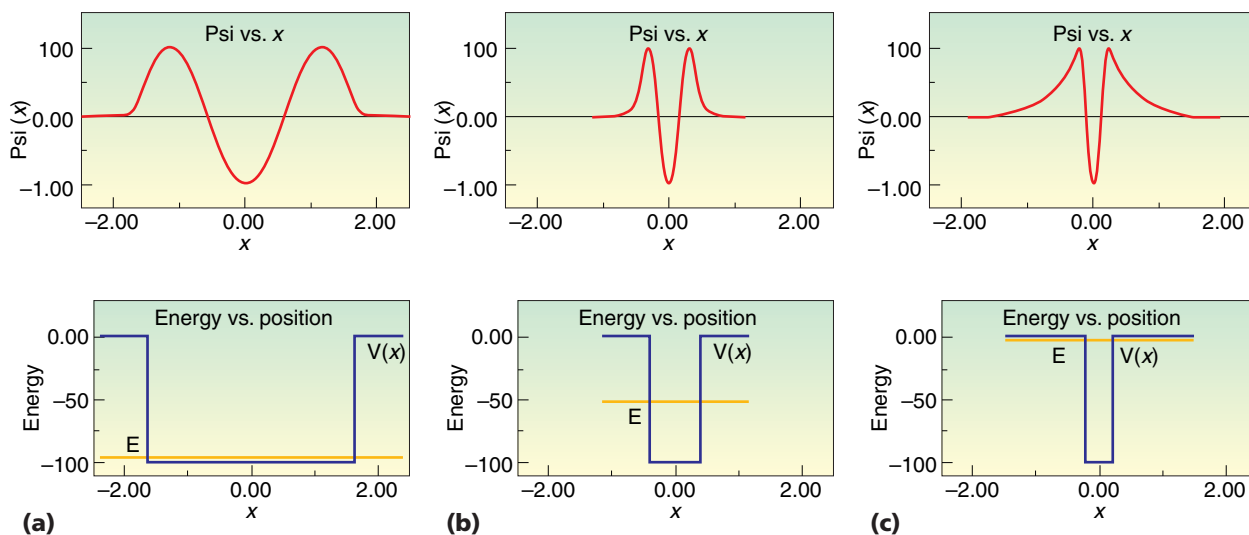 Psi vs. x
100
0.00
–1.00
Psi (x)
–2.00 0.00 2.00
x
Psi vs. x
100
0.00
–1.00
Psi (x)
–2.00 0.00 2.00
x
Psi vs. x
100
0.00
–1.00
Psi (x)
–2.00 0.00 2.00
x
Energy vs. position
0.00
–50
–100
Energy
V(x)
E
–2.00 0.00 2.00
x
(a)
Energy vs. position
0.00
–50
–100
Energy
V(x)
E
–2.00 0.00 2.00
x
(b)
Energy vs. position
0.00
–50
–100
Energy
E V(x)
–2.00 0.00 2.00
x
(c)